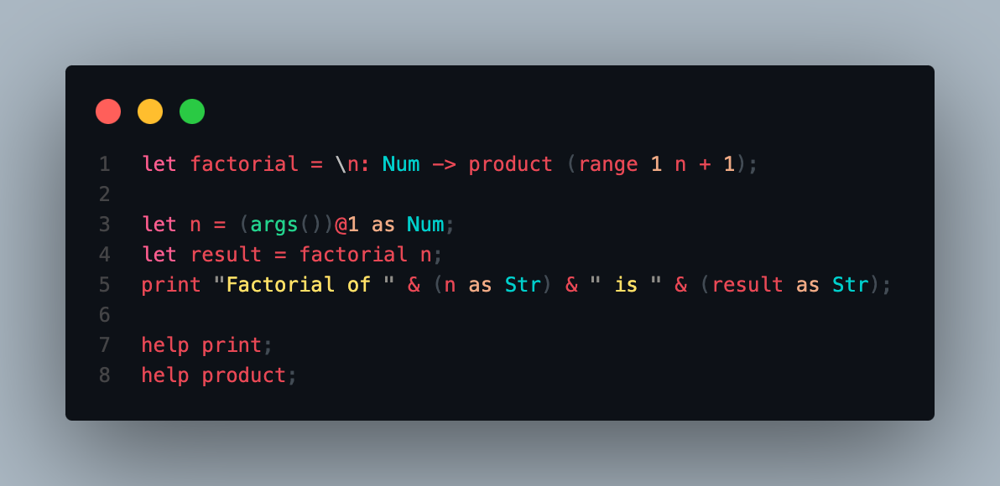 1 let factorial = \n: Num -> product (range 1 n + 1);
2
3 let n = (args())@1 as Num;
4 let result = factorial n;
5 print "Factorial of " & (n as Str) & " is " & (result as Str);
6
7 help print;
8 help product;